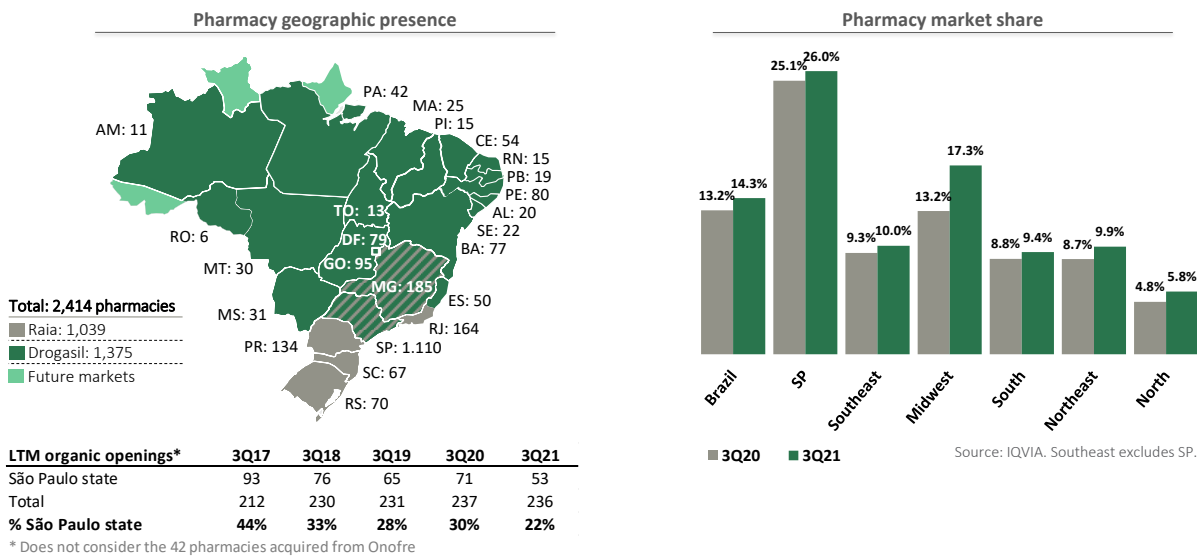 Pharmacy geographic presence
PA: 42
MA: 25
PI: 15
CE: 54
AM: 11
RN: 15
PB: 19
PE: 80
TO: 13
AL: 20
SE: 22
RO: 6
DF: 79
BA: 77
GO: 95
MT: 30
MG: 185
ES: 50
MS: 31
RJ: 164
PR: 134
SP: 1.110
SC: 67
RS: 70
Total: 2,414 pharmacies
Raia: 1,039
Drogasil: 1,375
Future markets
LTM organic openings* 3Q17 3Q18 3Q19 3Q20 3Q21
São Paulo state 93 76 65 71 53
Total 212 230 231 237 236
% São Paulo state 44% 33% 28% 30% 22%
* Does not consider the 42 pharmacies acquired from Onofre
Pharmacy market share
13.2% 14.3%
25.1% 26.0%
9.3% 10.0%
13.2% 17.3%
8.8% 9.4%
8.7% 9.9%
4.8% 5.8%
Brazil
SP
Southeast
Midwest
South
Northeast
North
3Q20 3Q21
Source: IQVIA. Southeast excludes SP.